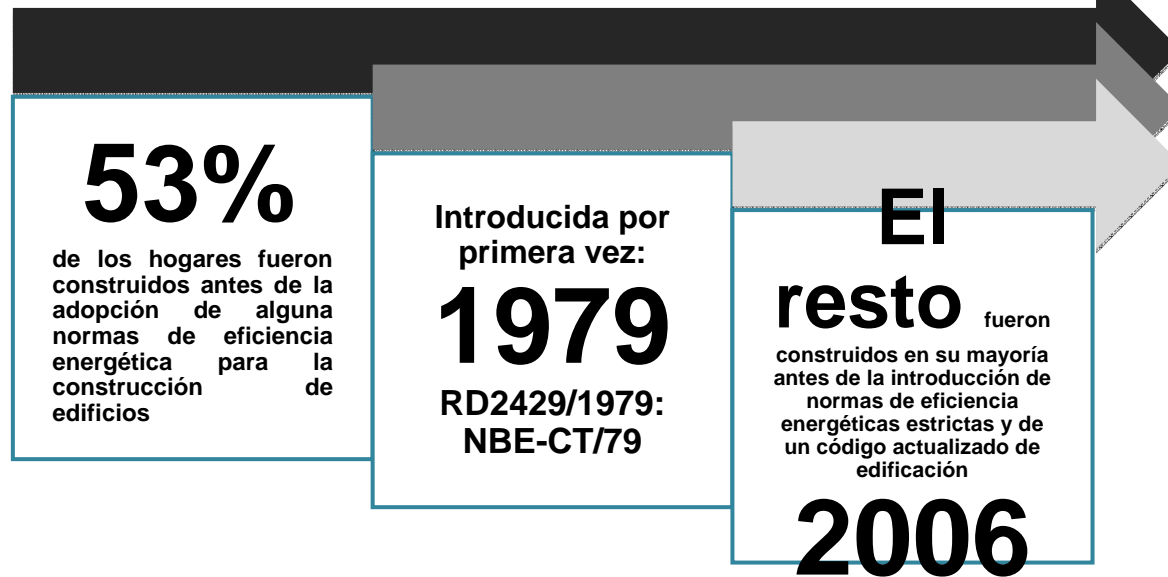 53%
de los hogares fueron
construidos antes de la
adopción de alguna
normas de eficiencia
energética para la
construcción de
edificios
Introducida por
primera vez:
1979
RD2429/1979:
NBE-CT/79
El
resto fueron
construidos en su mayoría
antes de la introducción de
normas de eficiencia
energéticas estrictas y de
un código actualizado de
edificación
2006